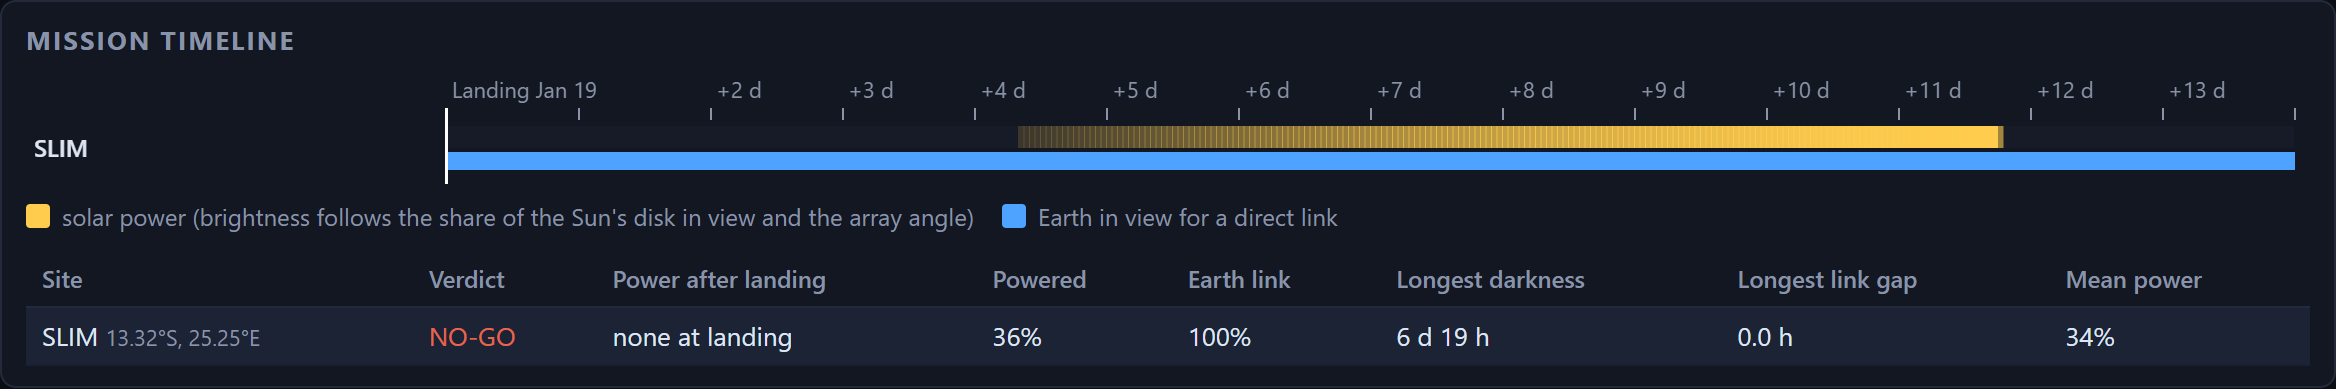 MISSION TIMELINE
Landing Jan 19 +2 d +3 d +4 d +5 d +6 d +7 d +8 d +9 d +10 d +11 d +12 d +13 d
SLIM
solar power (brightness follows the share of the Sun's disk in view and the array angle) Earth in view for a direct link
Site Verdict Power after landing Powered Earth link Longest darkness Longest link gap Mean power
SLIM 13.32°S, 25.25°E NO-GO none at landing 36% 100% 6 d 19 h 0.0 h 34%